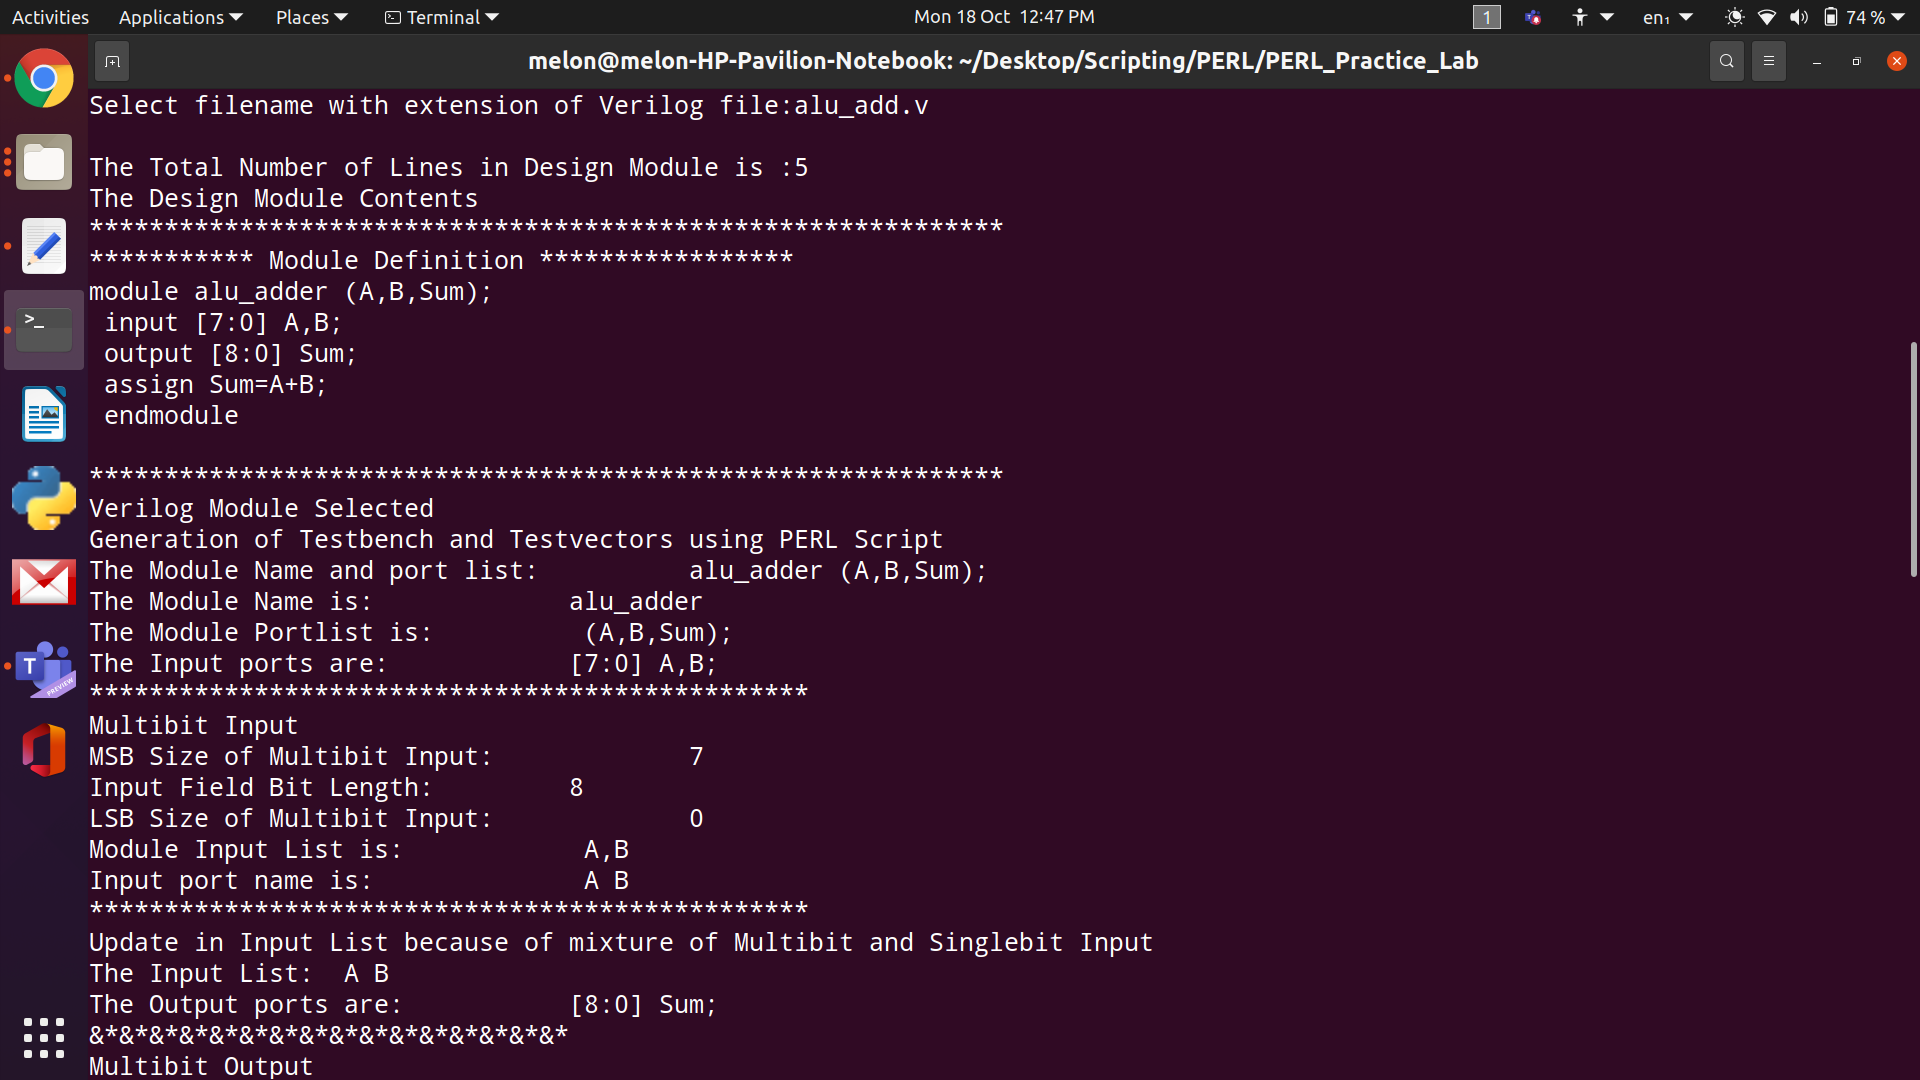 Activities Applications Places Terminal Mon 18 Oct 12:47 PM 1 en₁ 74 %
melon@melon-HP-Pavilion-Notebook: ~/Desktop/Scripting/PERL/PERL_Practice_Lab
Select filename with extension of Verilog file:alu_add.v
The Total Number of Lines in Design Module is :5
The Design Module Contents
*************************************************************
*********** Module Definition *****************
module alu_adder (A,B,Sum);
input [7:0] A,B;
output [8:0] Sum;
assign Sum=A+B;
endmodule
*************************************************************
Verilog Module Selected
Generation of Testbench and Testvectors using PERL Script
The Module Name and port list: alu_adder (A,B,Sum);
The Module Name is: alu_adder
The Module Portlist is: (A,B,Sum);
The Input ports are: [7:0] A,B;
************************************************
Multibit Input
MSB Size of Multibit Input: 7
Input Field Bit Length: 8
LSB Size of Multibit Input: 0
Module Input List is: A,B
Input port name is: A B
************************************************
Update in Input List because of mixture of Multibit and Singlebit Input
The Input List: A B
The Output ports are: [8:0] Sum;
&*&*&*&*&*&*&*&*&*&*&*&*&*&*&*&*
Multibit Output
>_
T
PREVIEW